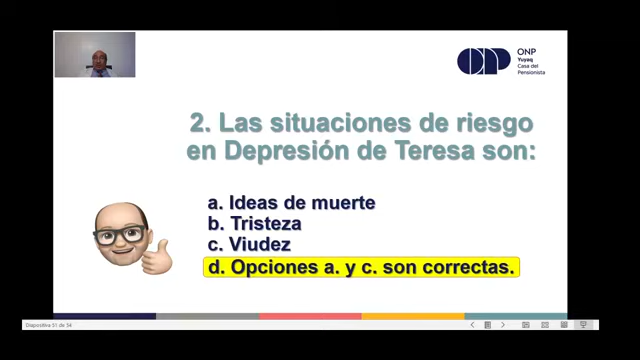 ONP
Yuyaq
Casa del
Pensionista
2. Las situaciones de riesgo
en Depresión de Teresa son:
a. Ideas de muerte
b. Tristeza
c. Viudez
d. Opciones a. y c. son correctas.
Diapositiva 51 de 54